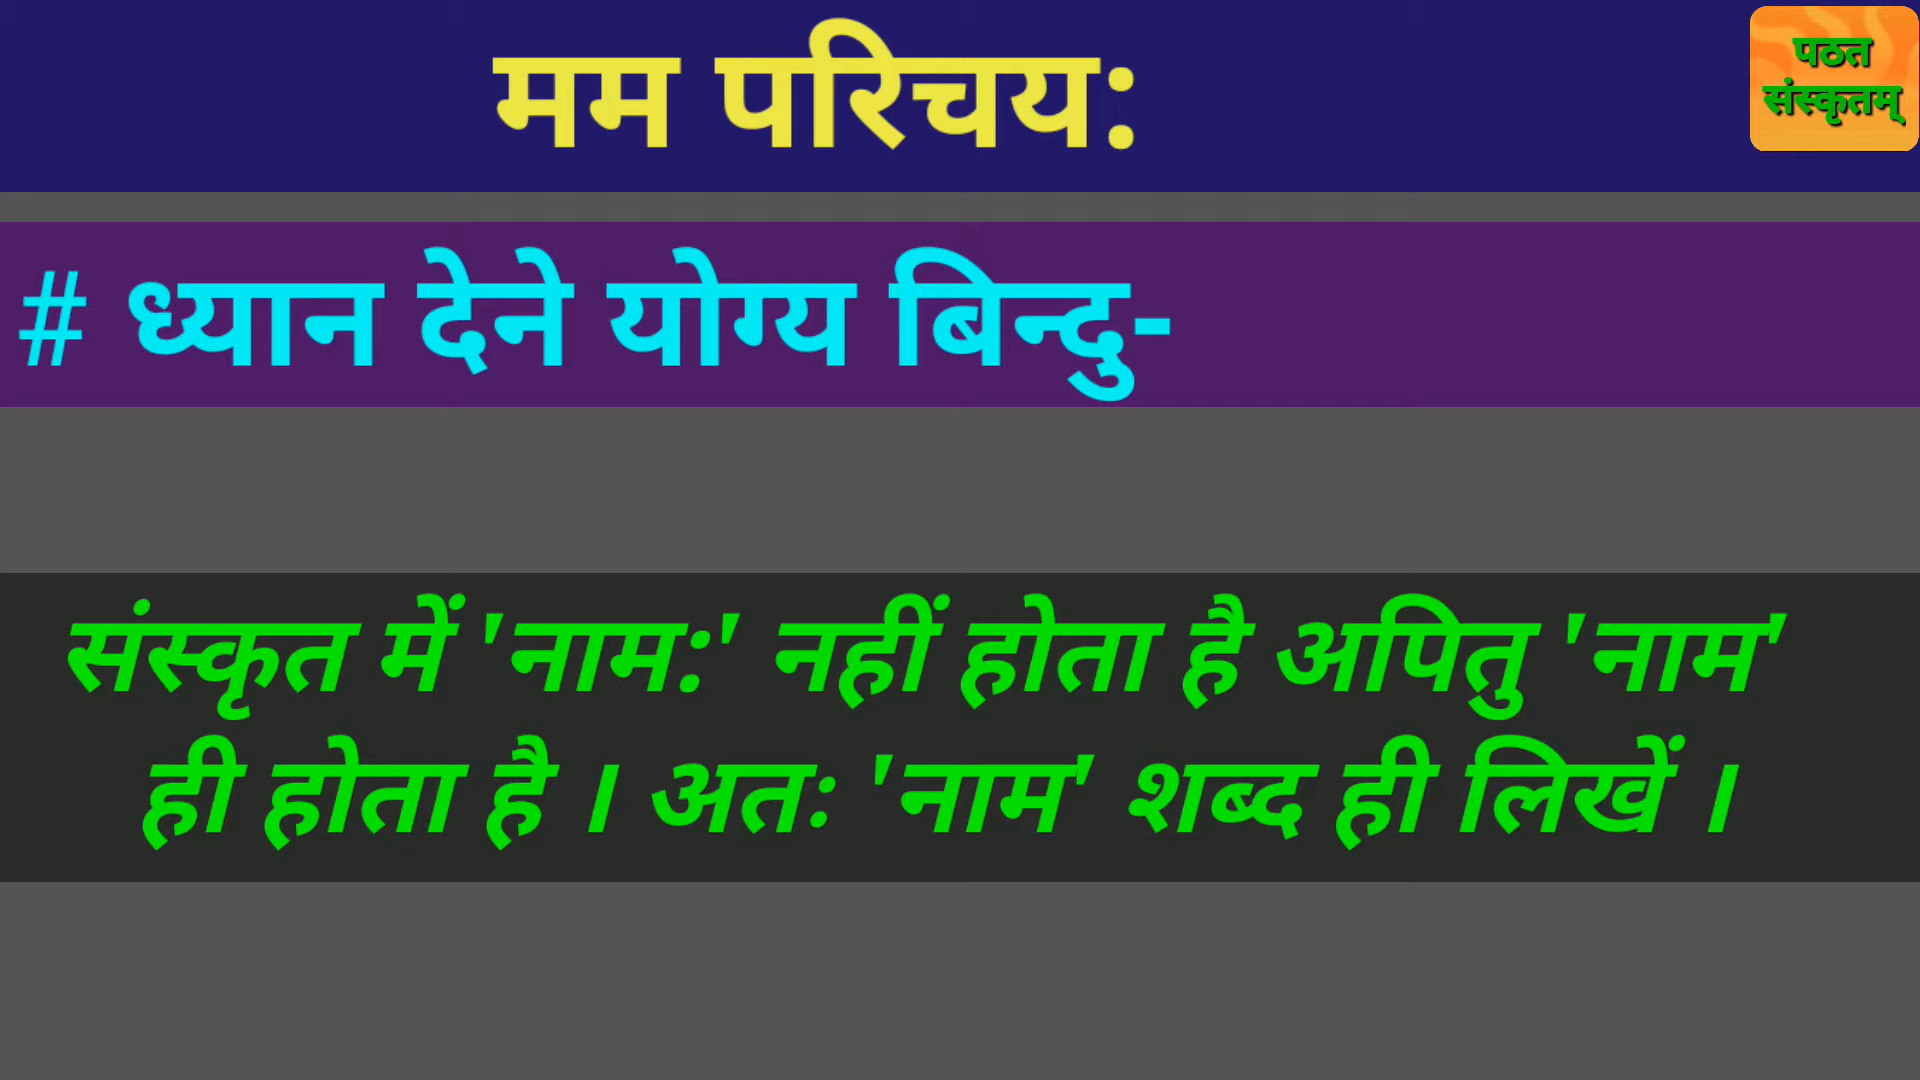 मम परिचय:
पठत
संस्कृतम्
# ध्यान देने योग्य बिन्दु-
संस्कृत में 'नाम:' नहीं होता है अपितु 'नाम'
ही होता है । अत: 'नाम' शब्द ही लिखें ।